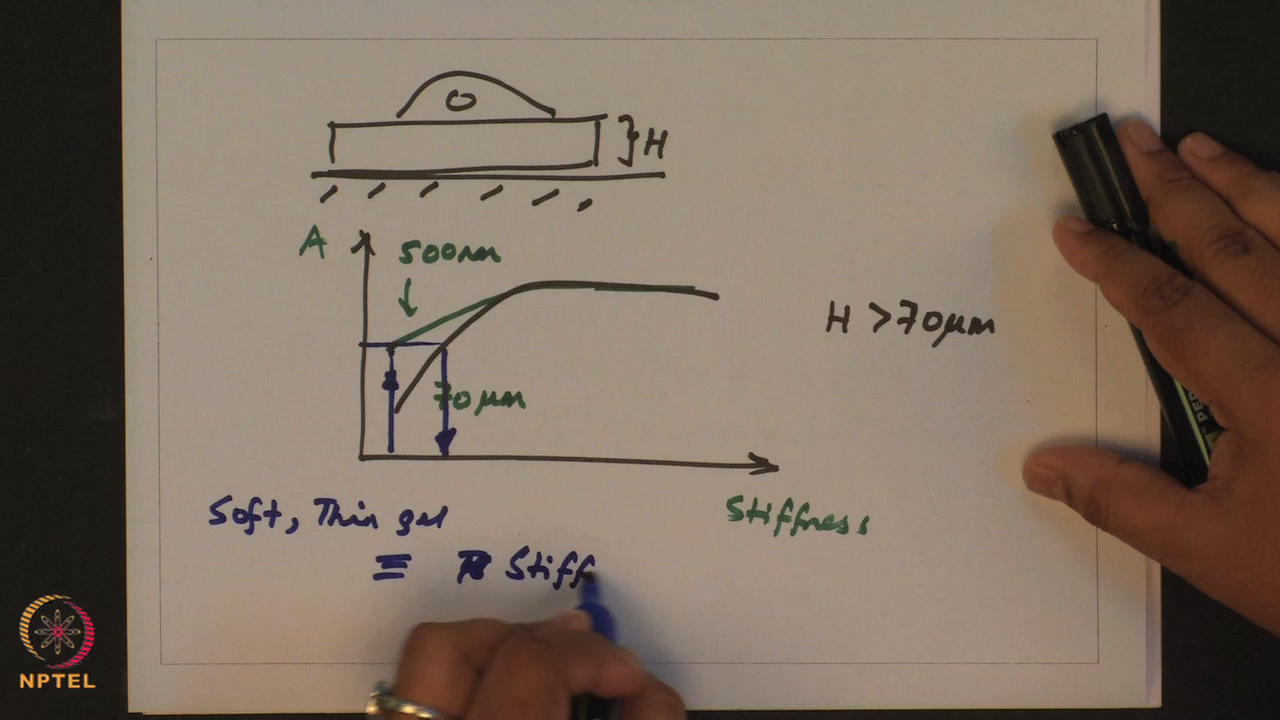 O
H
A
500nm
H > 70μm
70μm
Soft, Thin gel
Stiffness
≡ Stiff
NPTEL